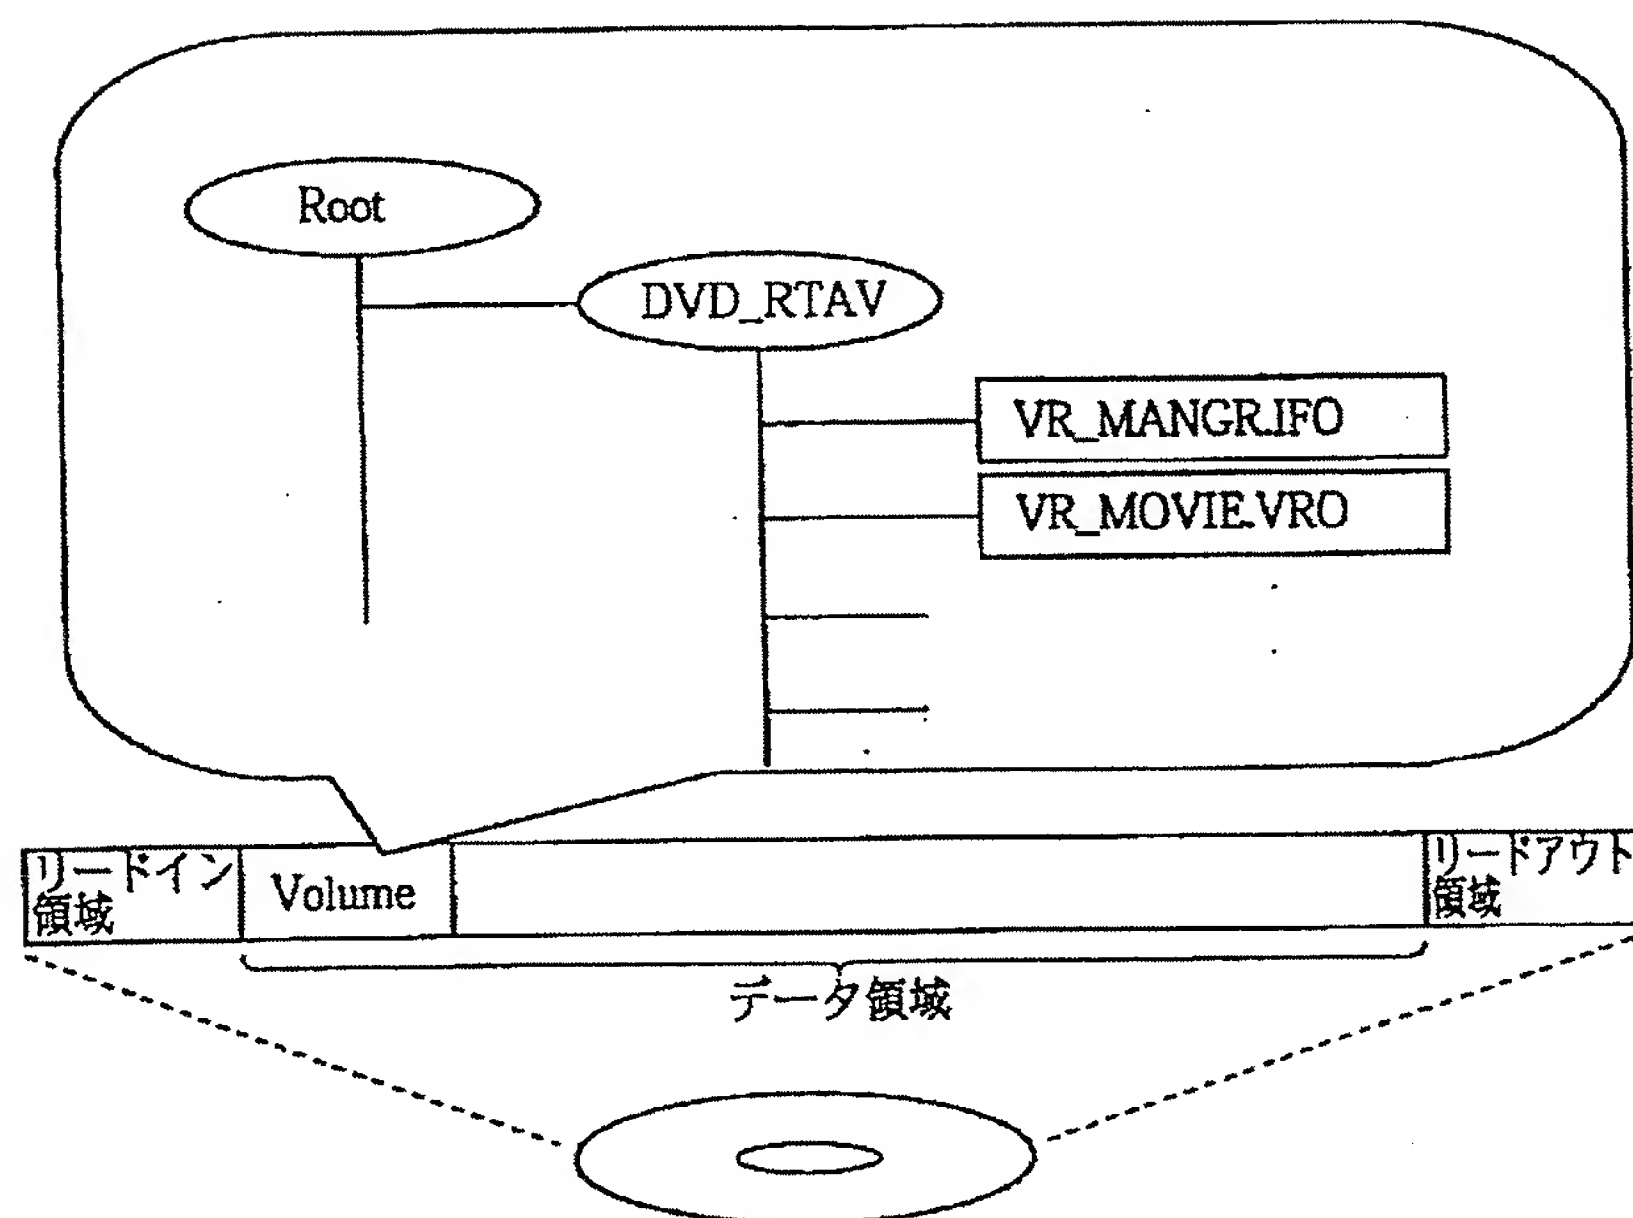 Root
DVD_RTAV
VR_MANGR.IFO
VR_MOVIE.VRO
リードイン
領域
Volume
リードアウト
領域
データ領域